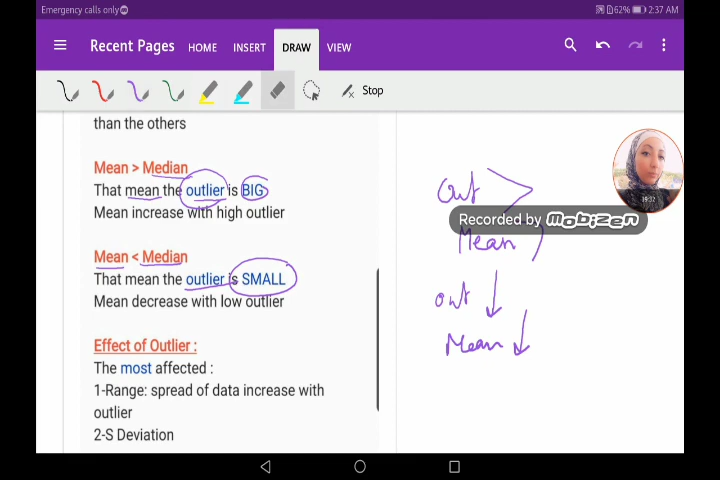 Emergency calls only
62% 2:37 AM
Recent Pages HOME INSERT DRAW VIEW
Stop
than the others
Mean > Median
That mean the outlier is BIG
Mean increase with high outlier
Mean < Median
That mean the outlier is SMALL
Mean decrease with low outlier
Effect of Outlier :
The most affected :
1-Range: spread of data increase with
outlier
2-S Deviation
out
Recorded by mobizen
Mean
out ↓
Mean ↓